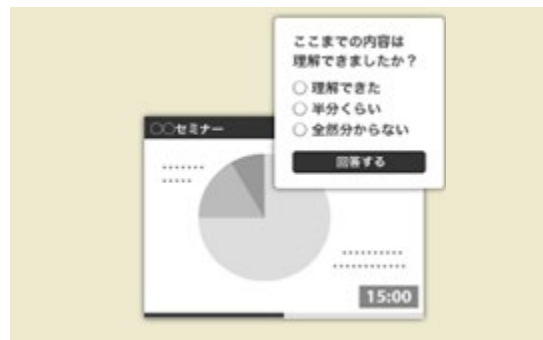 ここまでの内容は
理解できましたか？
○ 理解できた
○ 半分くらい
○ 全然分からない
回答する
○○セミナー
15:00